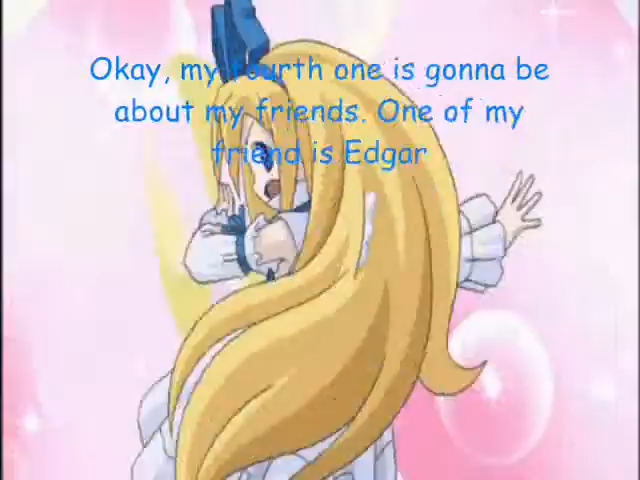 Okay, my fourth one is gonna be
about my friends. One of my
friend is Edgar